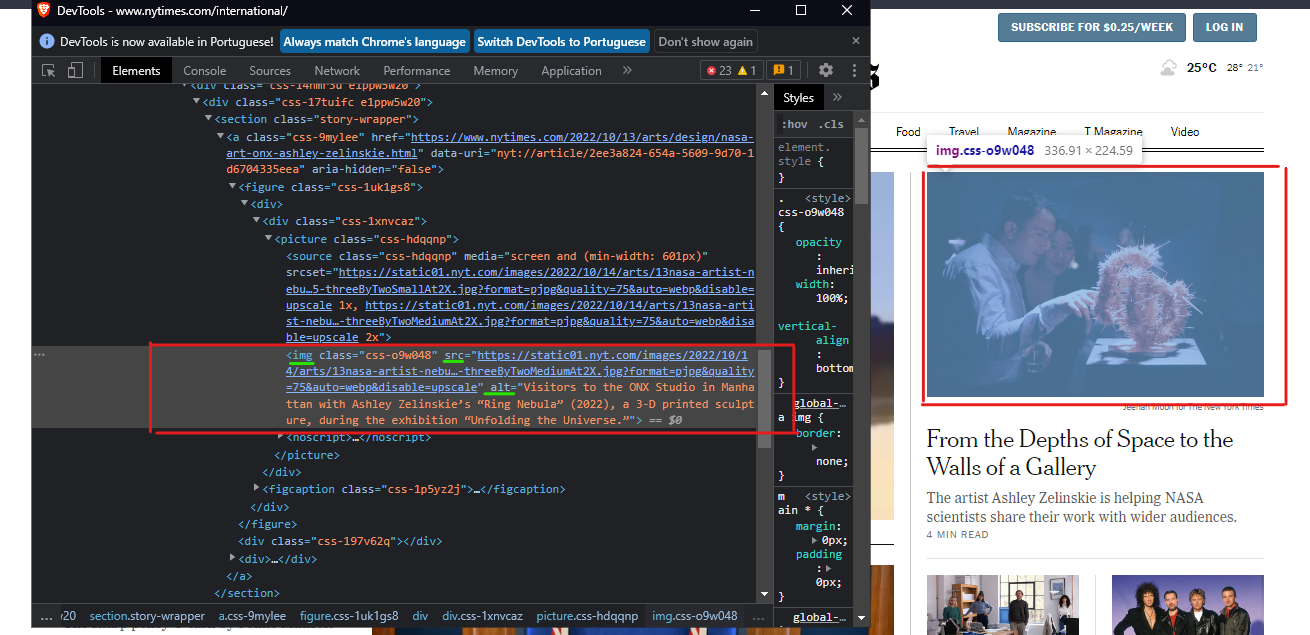 DevTools - www.nytimes.com/international/
DevTools is now available in Portuguese! Always match Chrome's language Switch DevTools to Portuguese Don't show again
Elements Console Sources Network Performance Memory Application 23 1 1
<div class="css-14nmr3u e1ppw5w20">
<div class="css-17tuifc e1ppw5w20">
<section class="story-wrapper">
<a class="css-9mylee" href="https://www.nytimes.com/2022/10/13/arts/design/nasa-
art-onx-ashley-zelinskie.html" data-uri="nyt://article/2ee3a824-654a-5609-9d70-1
d6704335eea" aria-hidden="false">
<figure class="css-1uk1gs8">
<div>
<div class="css-1xnvcaz">
<picture class="css-hdqqnp">
<source class="css-hdqqnp" media="screen and (min-width: 601px)"
srcset="https://static01.nyt.com/images/2022/10/14/arts/13nasa-artist-n
ebu…5-threeByTwoSmallAt2X.jpg?format=pjpg&quality=75&auto=webp&disable=
upscale 1x, https://static01.nyt.com/images/2022/10/14/arts/13nasa-arti
st-nebu…-threeByTwoMediumAt2X.jpg?format=pjpg&quality=75&auto=webp&disa
ble=upscale 2x">
<img class="css-o9w048" src="https://static01.nyt.com/images/2022/10/1
4/arts/13nasa-artist-nebu…-threeByTwoMediumAt2X.jpg?format=pjpg&quality
=75&auto=webp&disable=upscale" alt="Visitors to the ONX Studio in Manha
ttan with Ashley Zelinskie's “Ring Nebula” (2022), a 3-D printed sculpt
ure, during the exhibition “Unfolding the Universe.”"> == $0
<noscript>…</noscript>
</picture>
</div>
<figcaption class="css-1p5yz2j">…</figcaption>
</div>
</figure>
<div class="css-197v62q"></div>
<div>…</div>
</a>
</section>
… v20 section.story-wrapper a.css-9mylee figure.css-1uk1gs8 div div.css-1xnvcaz picture.css-hdqqnp img.css-o9w048 …
Styles
:hov .cls
element.
style {
}
. <style>
css-o9w048
{
opacity
:
inheri
width:
100%;
vertical-
align
:
bottom
}
global-…
a img {
border:
none;
}
m <style>
ain * {
margin:
0px;
padding
:
0px;
}
global-…
SUBSCRIBE FOR $0.25/WEEK LOG IN
25°C 28° 21°
Food Travel Magazine T Magazine Video
img.css-o9w048 336.91 × 224.59
Jeenah Moon for The New York Times
From the Depths of Space to the
Walls of a Gallery
The artist Ashley Zelinskie is helping NASA
scientists share their work with wider audiences.
4 MIN READ